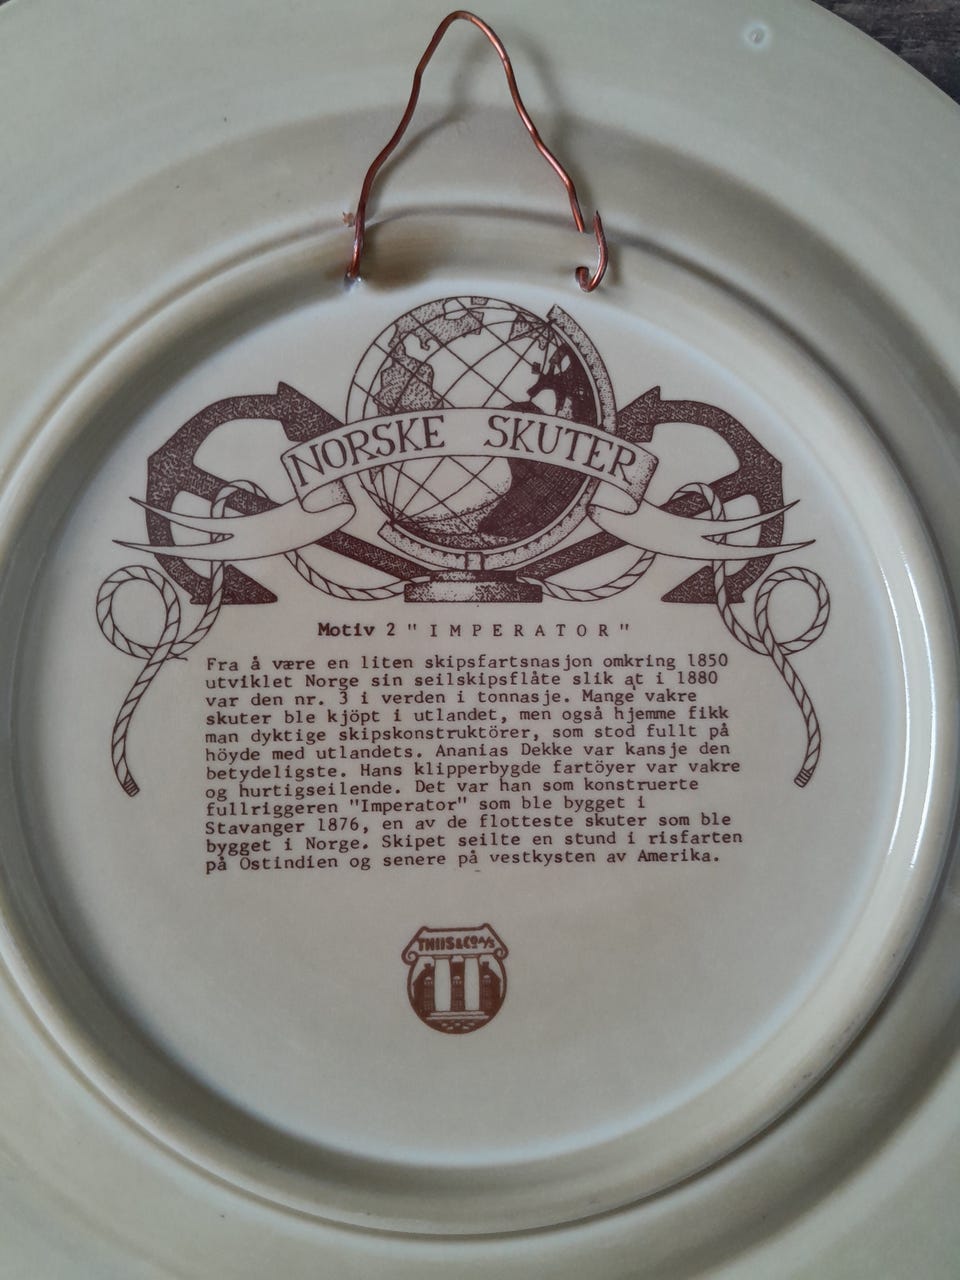 NORSKE SKUTER
Motiv 2 "IMPERATOR"
Fra å være en liten skipsfartsnasjon omkring 1850
utviklet Norge sin seilskipsflåte slik at i 1880
var den nr. 3 i verden i tonnasje. Mange vakre
skuter ble kjöpt i utlandet, men også hjemme fikk
man dyktige skipskonstruktörer, som stod fullt på
höyde med utlandets. Ananias Dekke var kansje den
betydeligste. Hans klipperbygde fartöyer var vakre
og hurtigseilende. Det var han som konstruerte
fullriggeren "Imperator" som ble bygget i
Stavanger 1876, en av de flotteste skuter som ble
bygget i Norge. Skipet seilte en stund i risfarten
på Ostindien og senere på vestkysten av Amerika.
THIIS & CO A/S